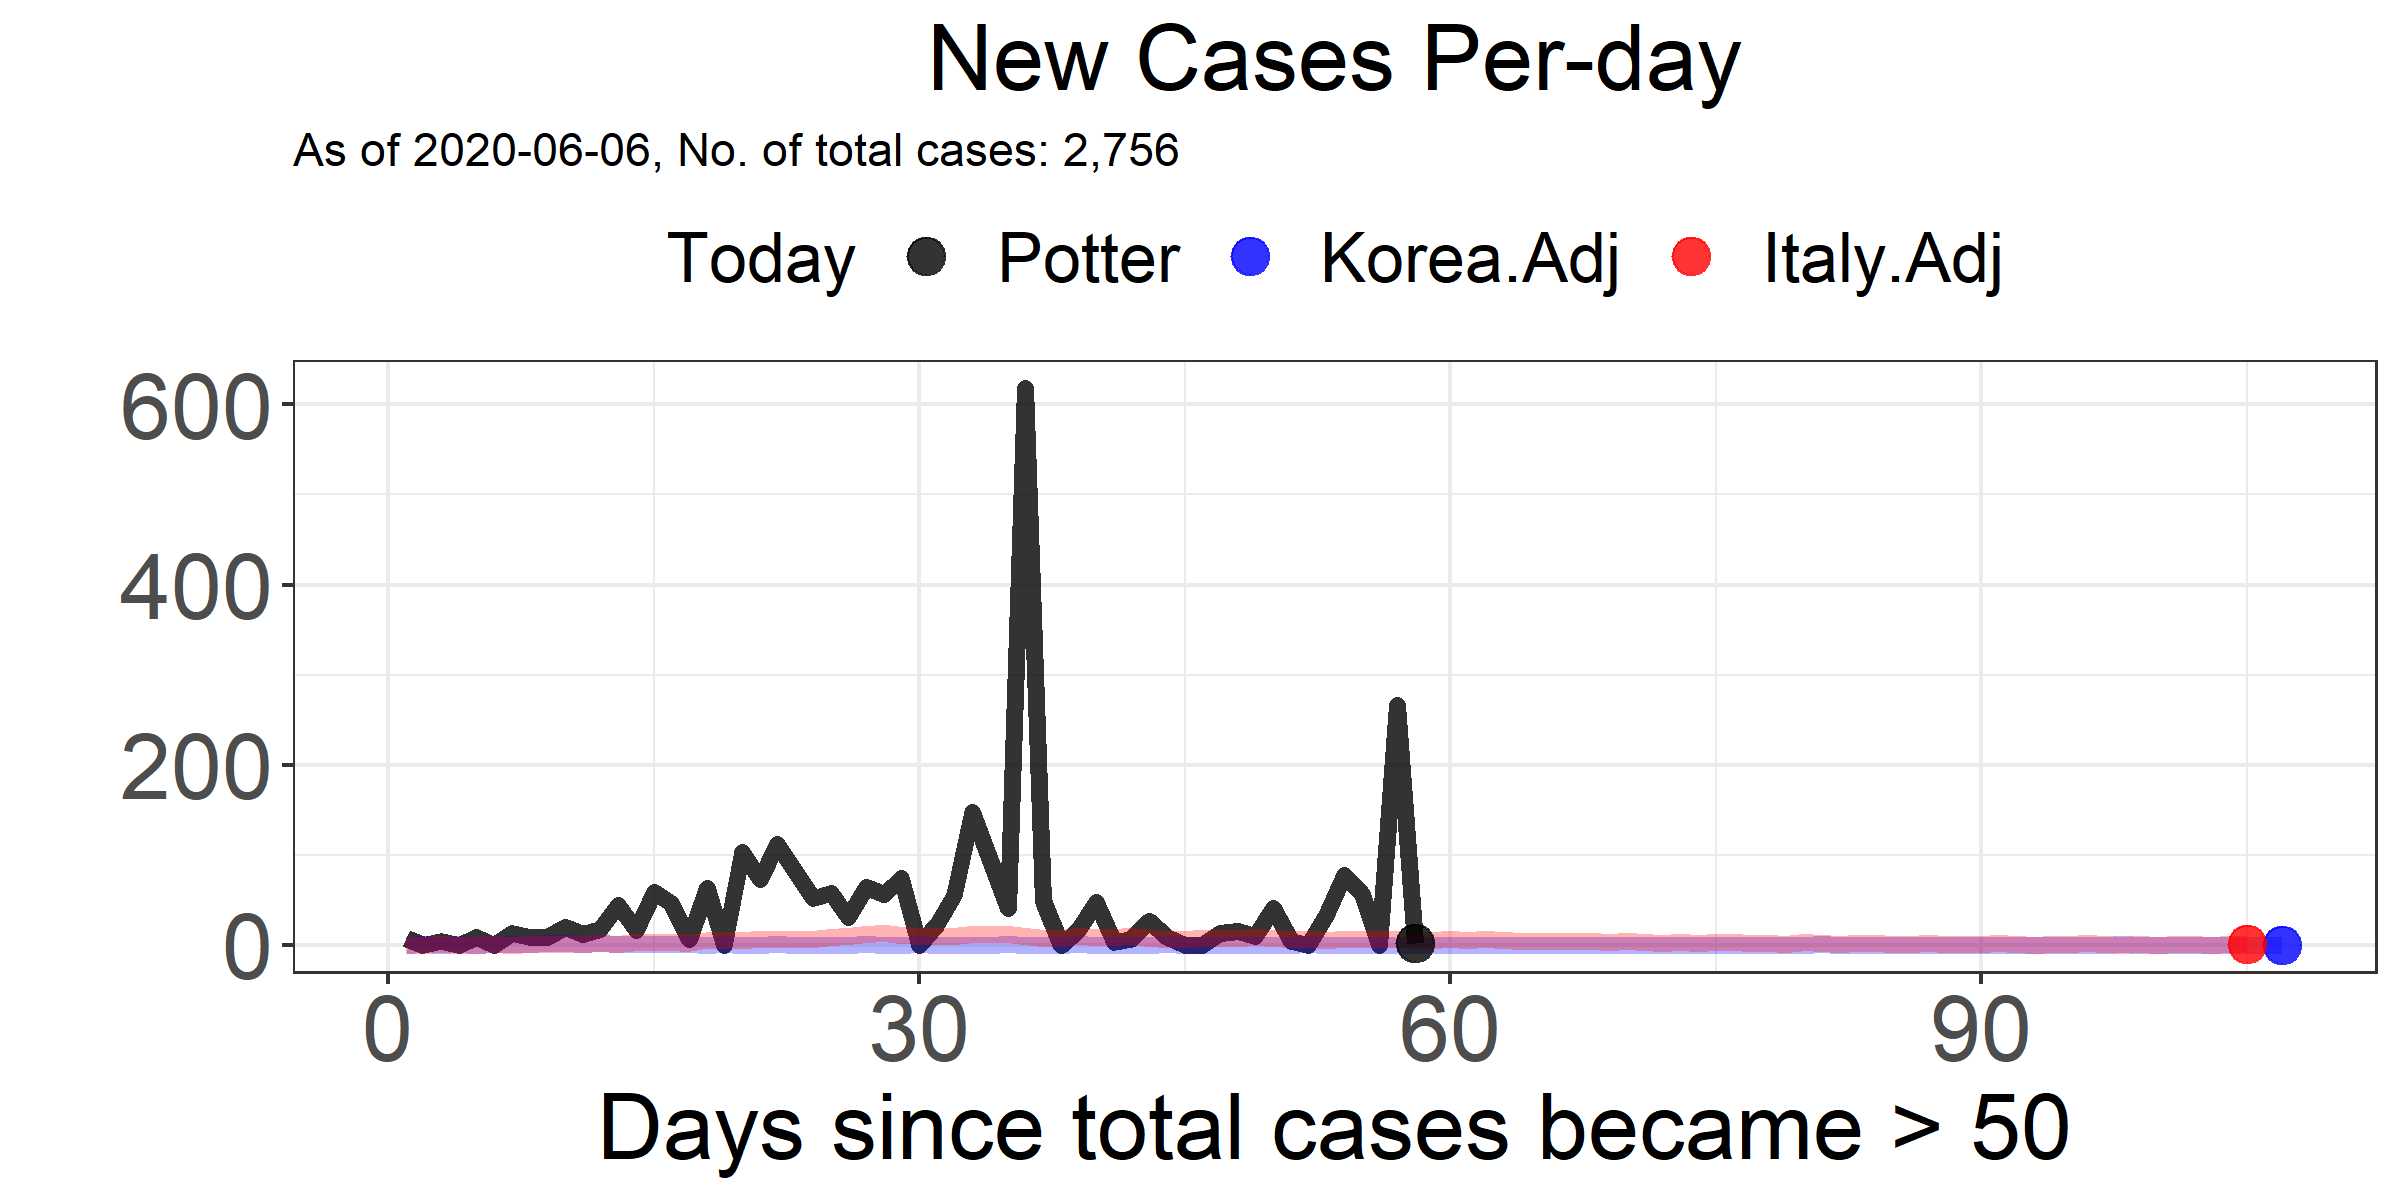 New Cases Per-day
As of 2020-06-06, No. of total cases: 2,756
Today Potter Korea.Adj Italy.Adj
600
400
200
0
0 30 60 90
Days since total cases became > 50